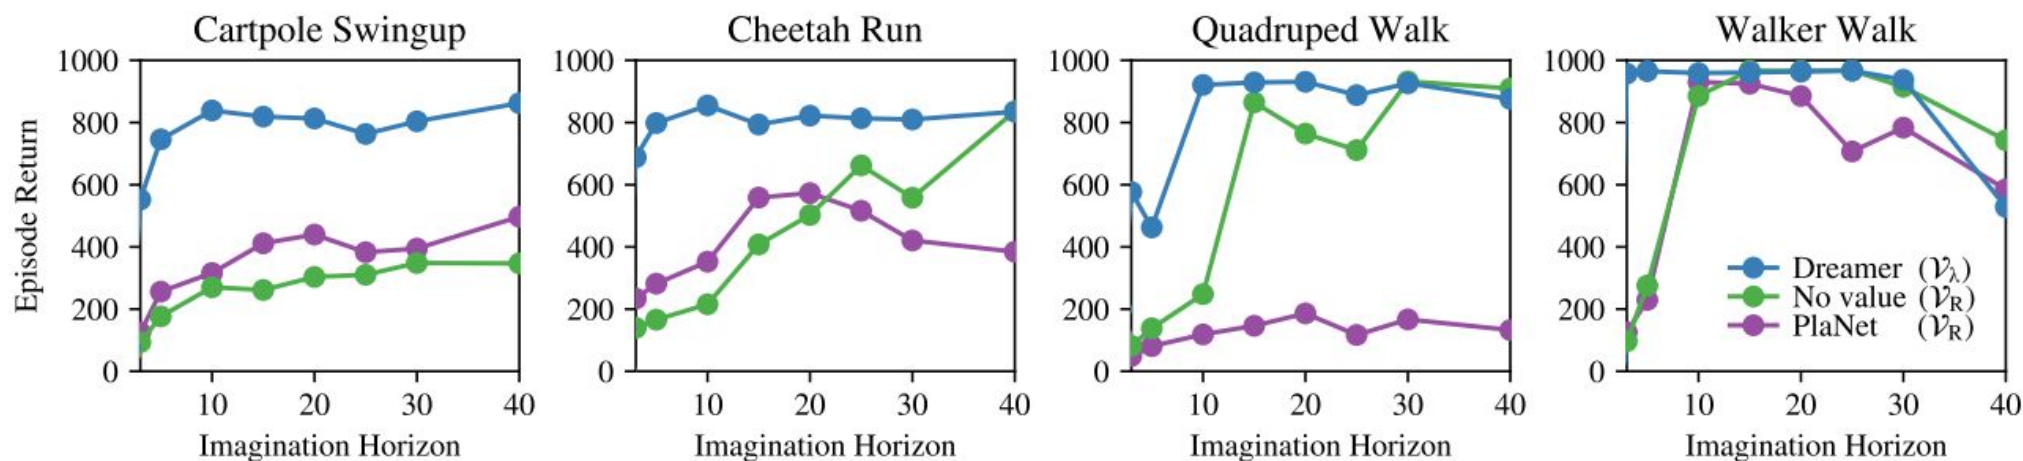 Cartpole Swingup
Cheetah Run
Quadruped Walk
Walker Walk
Episode Return
1000
800
600
400
200
0
10 20 30 40
Imagination Horizon
1000
800
600
400
200
0
10 20 30 40
Imagination Horizon
1000
800
600
400
200
0
10 20 30 40
Imagination Horizon
1000
800
600
400
200
0
Dreamer (𝒱λ)
No value (𝒱R)
PlaNet (𝒱R)
10 20 30 40
Imagination Horizon